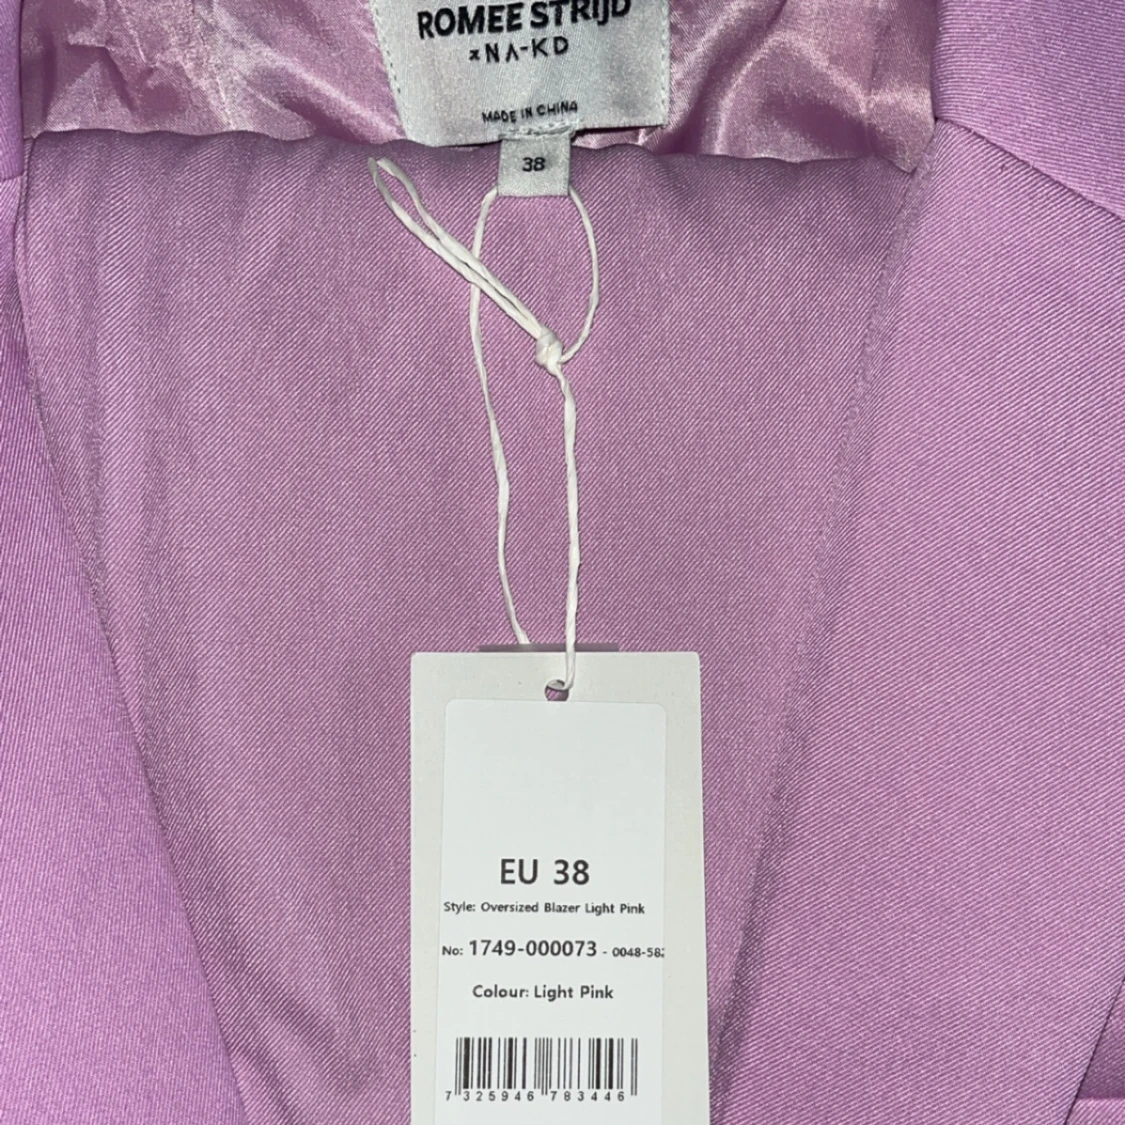 ROMEE STRIJD
x NA-KD
MADE IN CHINA
38
EU 38
Style: Oversized Blazer Light Pink
No: 1749-000073 - 0048-58
Colour: Light Pink
7 325946 783446